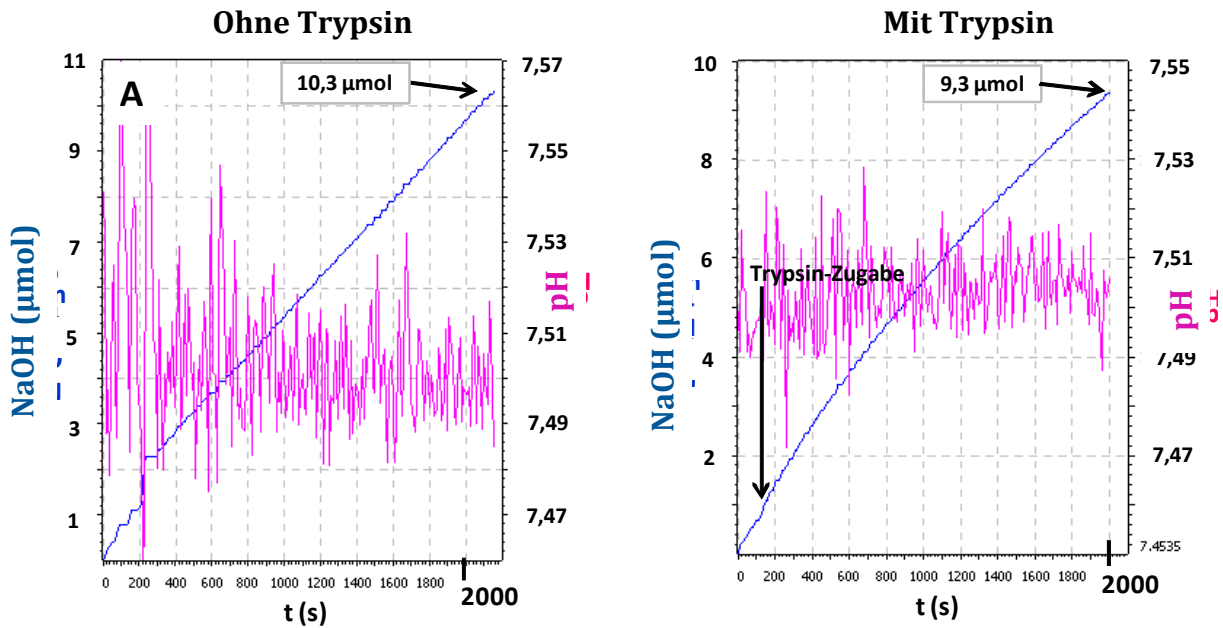 Ohne Trypsin
A
10,3 µmol
11
9
7
5
3
1
NaOH (µmol)
7,57
7,55
7,53
7,51
7,49
7,47
pH
0 200 400 600 800 1000 1200 1400 1600 1800
2000
t (s)
Mit Trypsin
9,3 µmol
Trypsin-Zugabe
10
8
6
4
2
NaOH (µmol)
7,55
7,53
7,51
7,49
7,47
7.4535
pH
0 200 400 600 800 1000 1200 1400 1600 1800
2000
t (s)